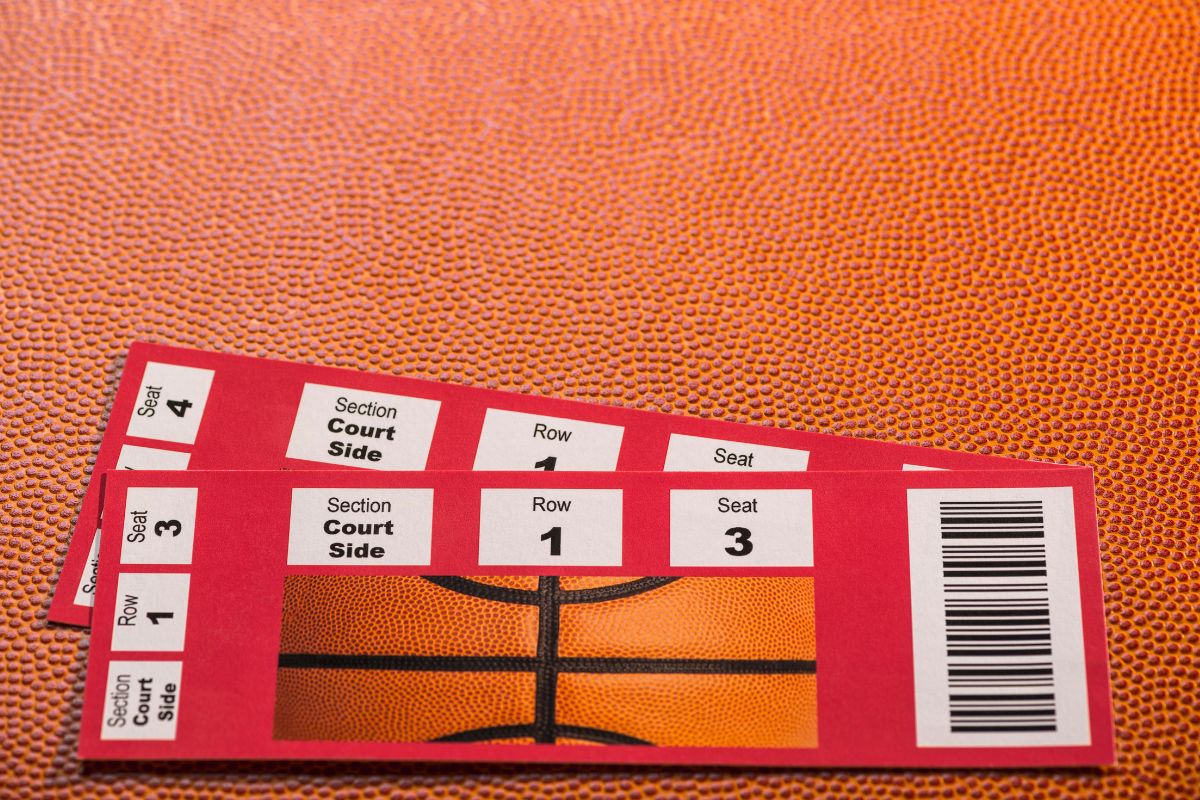 Seat
4
Section
Court
Side
Row
1
Seat
Seat
3
Section
Court
Side
Row
1
Seat
3
Row
1
Section
Court
Side